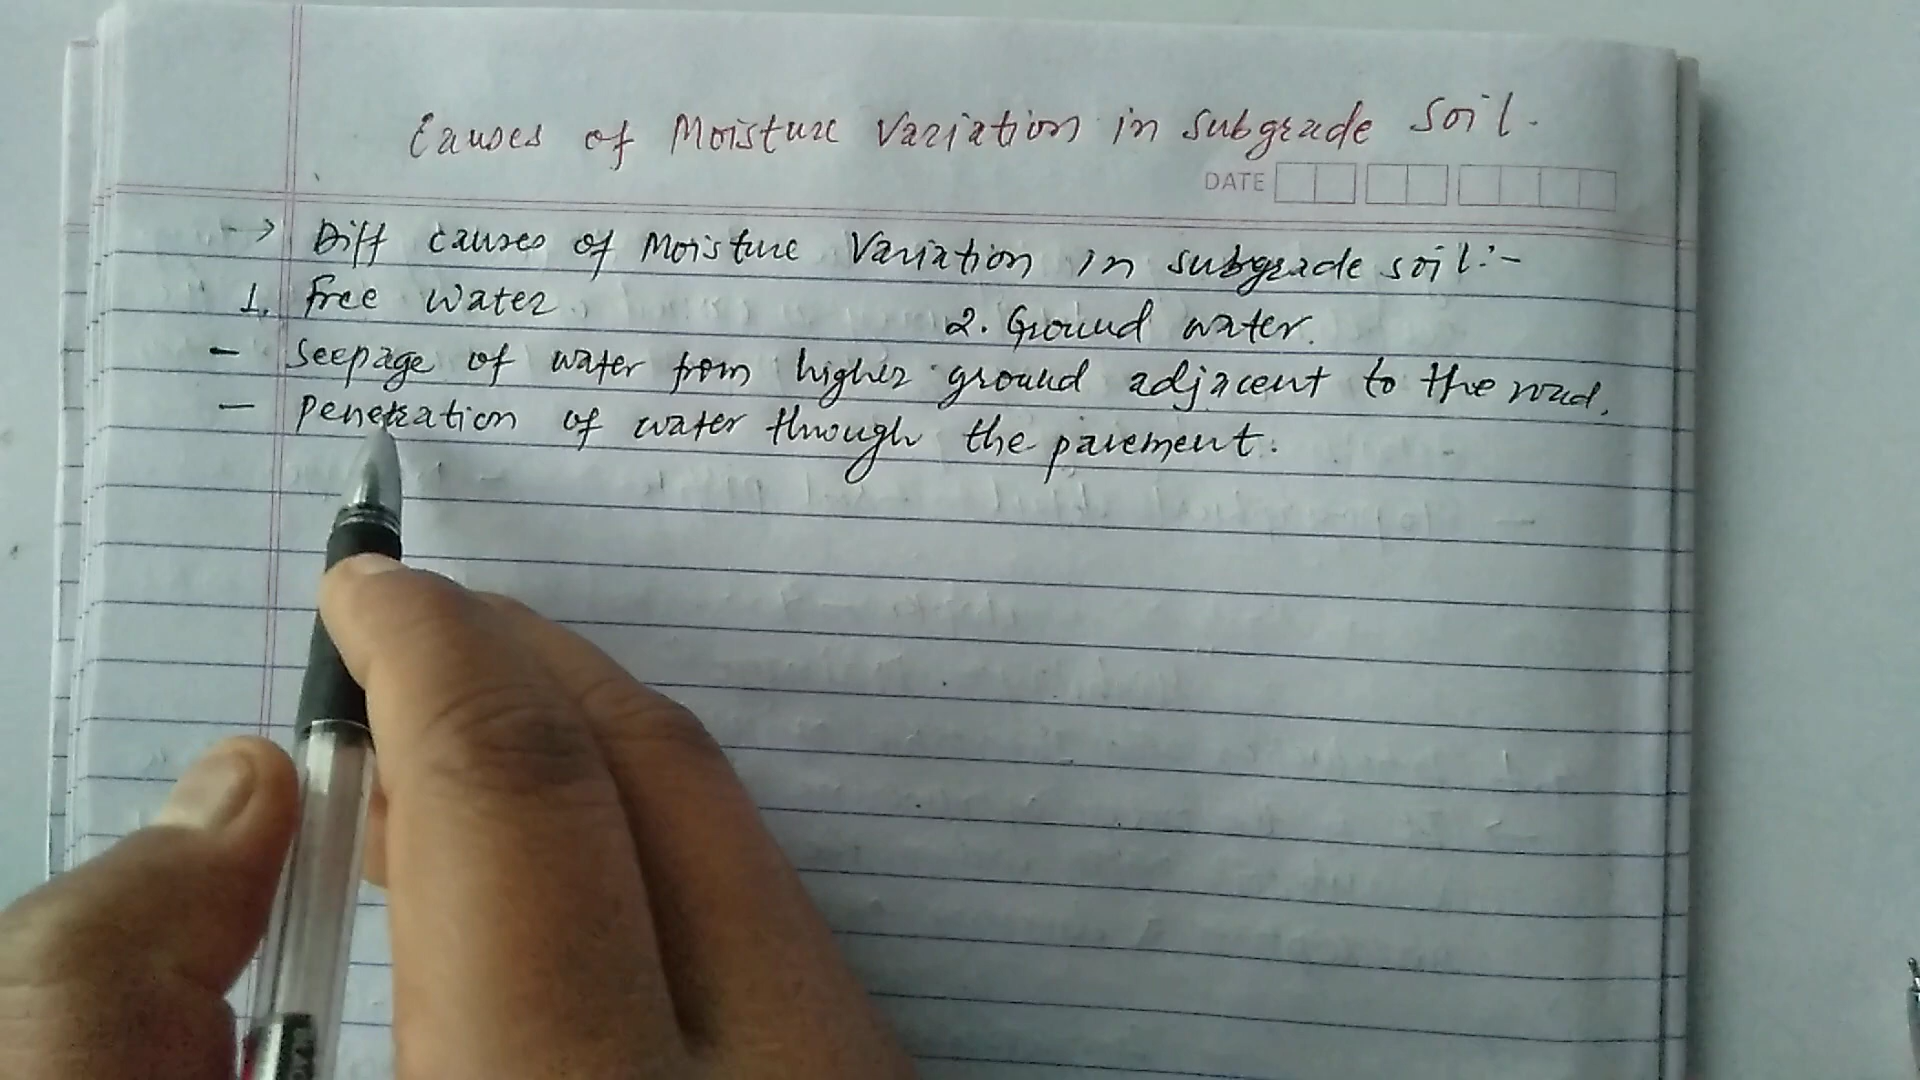 Causes of Moisture Variation in Subgrade Soil.
DATE
→ Diff causes of Moisture Variation in subgrade soil:-
1. Free water 2. Ground water.
- Seepage of water from higher ground adjacent to the road.
- Penetration of water through the pavement.